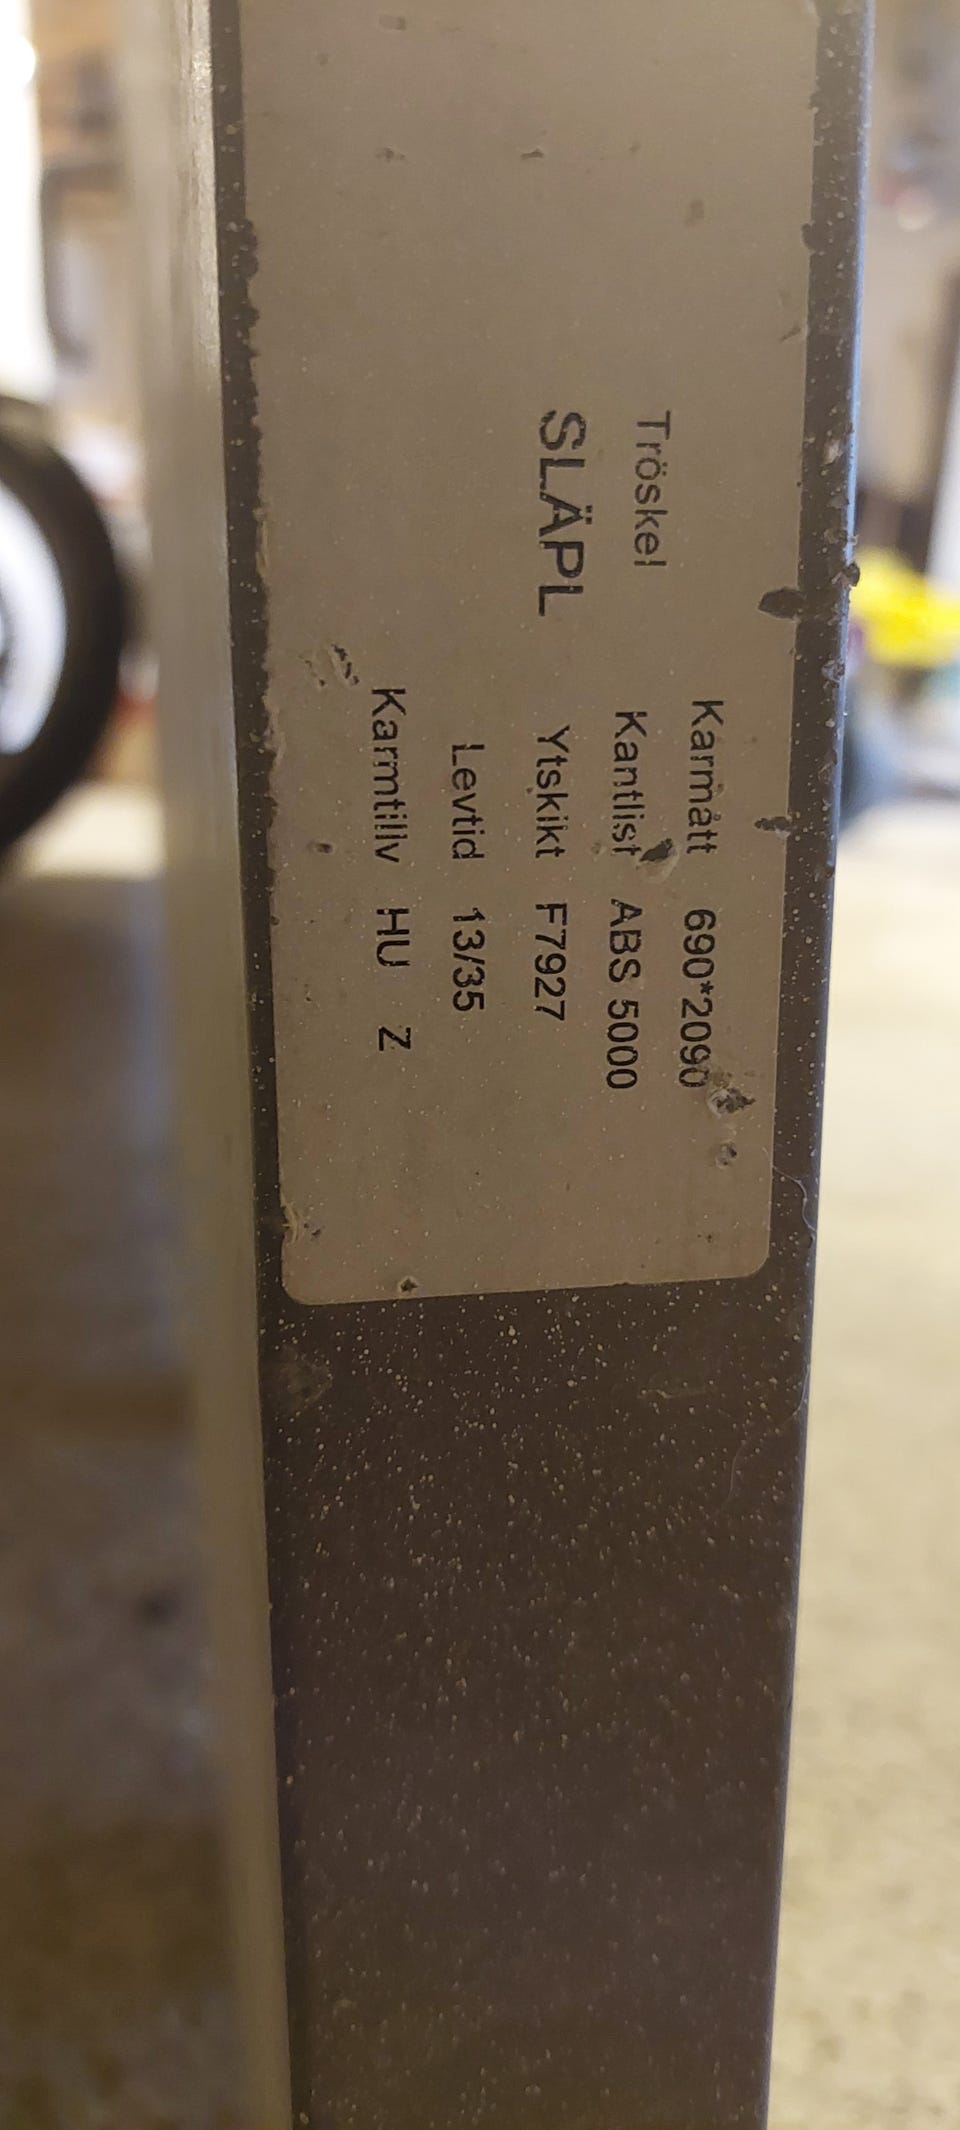 Karmått 690*2090
Tröskel Kantlist ABS 5000
SLÄPL Ytskikt F7927
Levtid 13/35
Karmtillv HU Z